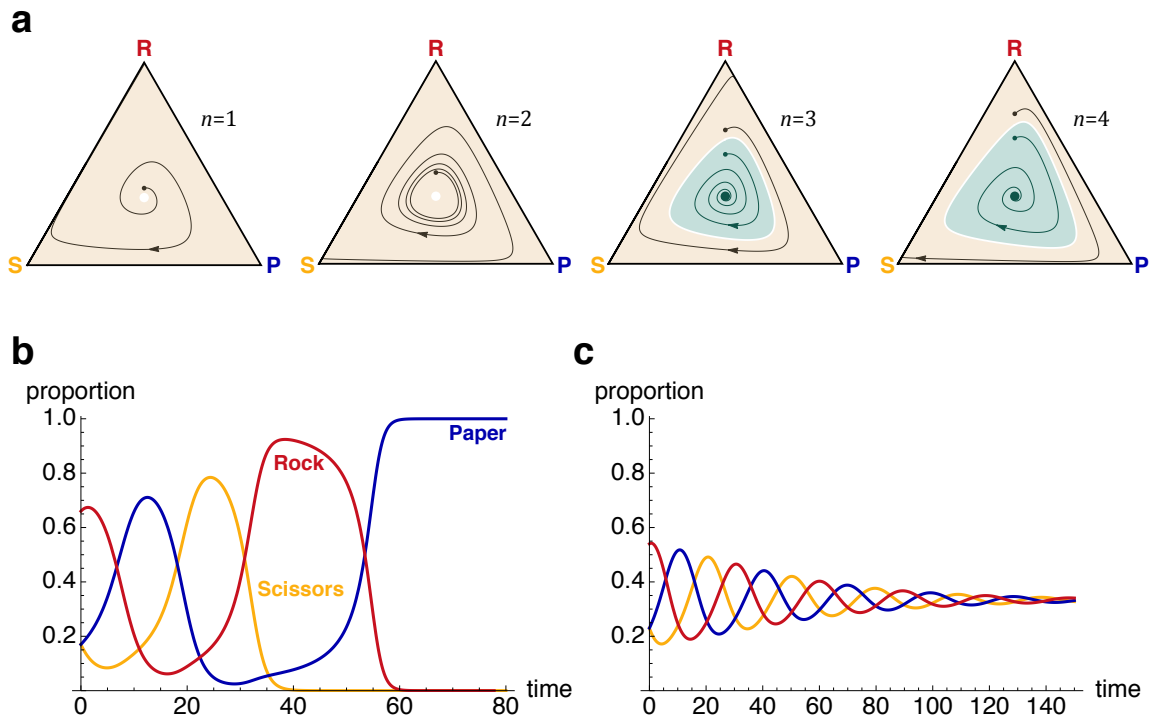 a
R R R R
n=1 n=2 n=3 n=4
S P S P S P S P
b c
proportion proportion
1.0 1.0
Paper
0.8 0.8
Rock
0.6 0.6
Scissors
0.4 0.4
0.2 0.2
time time
0 20 40 60 80 0 20 40 60 80 100 120 140